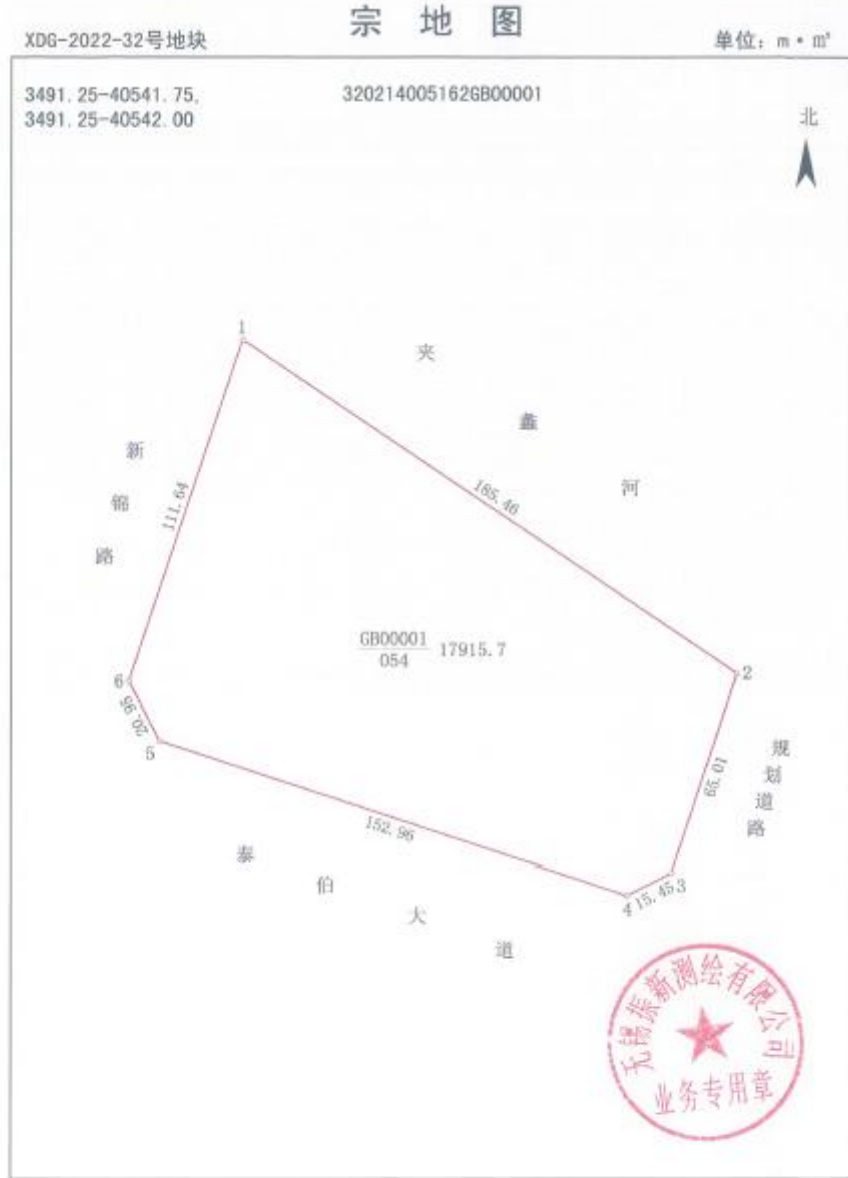 宗地图
XDG-2022-32号地块
单位：m·㎡
3491.25-40541.75,
3491.25-40542.00
320214005162GB00001
北
1
夹蠡河
新锦路
111.64
185.46
GB00001
054
17915.7
2
6
20.95
5
规划道路
65.01
152.96
泰伯大道
4
15.45
3
无锡振新测绘有限公司
业务专用章